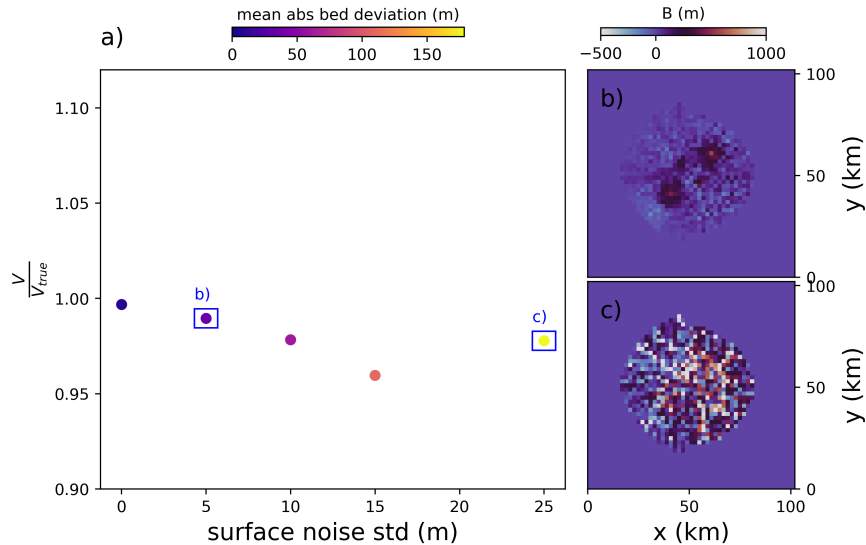 a)
mean abs bed deviation (m)
0 50 100 150
1.10
1.05
1.00
0.95
0.90
V
V_true
b)
c)
0 5 10 15 20 25
surface noise std (m)
B (m)
−500 0 1000
b)
100
50
0
y (km)
c)
100
50
0
y (km)
0 50 100
x (km)